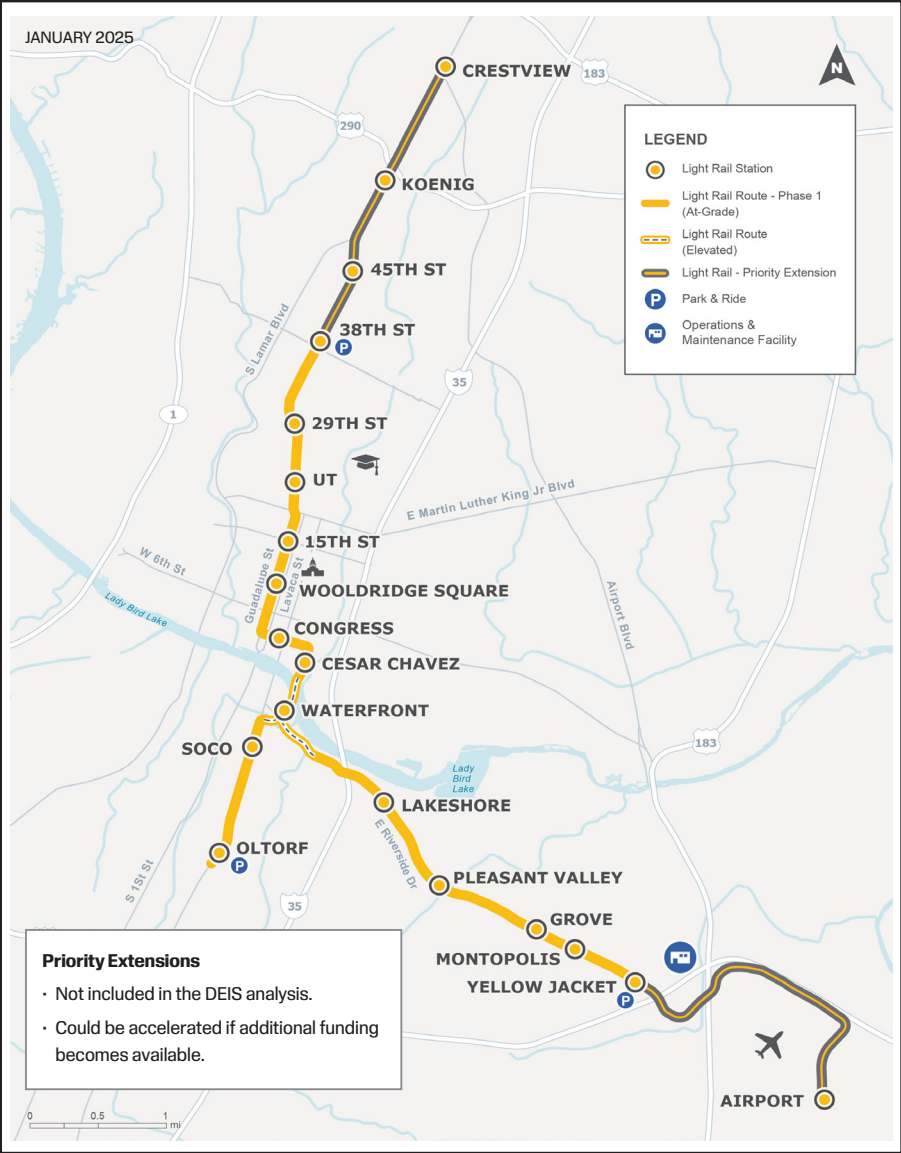 JANUARY 2025
CRESTVIEW
183
N
290
KOENIG
LEGEND
Light Rail Station
Light Rail Route - Phase 1
(At-Grade)
Light Rail Route
(Elevated)
Light Rail - Priority Extension
P
Park & Ride
Operations &
Maintenance Facility
45TH ST
S Lamar Blvd
38TH ST
P
35
1
29TH ST
UT
E Martin Luther King Jr Blvd
15TH ST
W 6th St
Guadalupe St
Lavaca St
WOOLDRIDGE SQUARE
Airport Blvd
Lady Bird Lake
CONGRESS
CESAR CHAVEZ
WATERFRONT
SOCO
183
Lady
Bird
Lake
LAKESHORE
E Riverside Dr
OLTORF
P
S 1St St
PLEASANT VALLEY
35
GROVE
MONTOPOLIS
YELLOW JACKET
P
Priority Extensions
· Not included in the DEIS analysis.
· Could be accelerated if additional funding
becomes available.
AIRPORT
0 0.5 1
mi